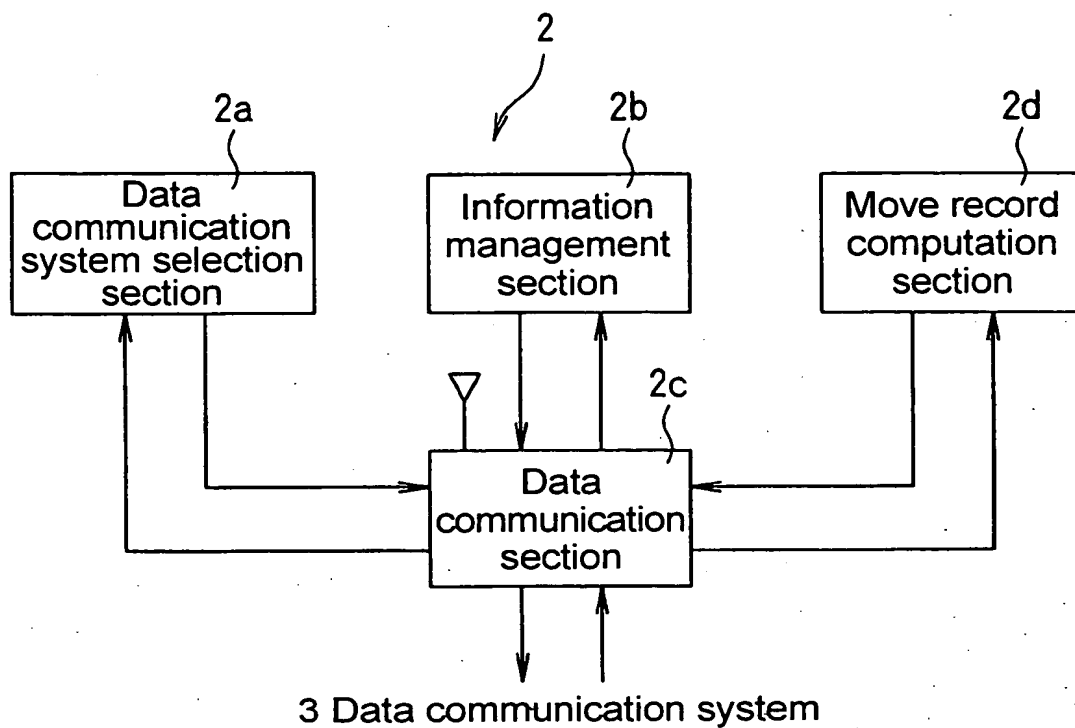 2
2a
2b
2d
Data
communication
system selection
section
Information
management
section
Move record
computation
section
2c
Data
communication
section
3 Data communication system